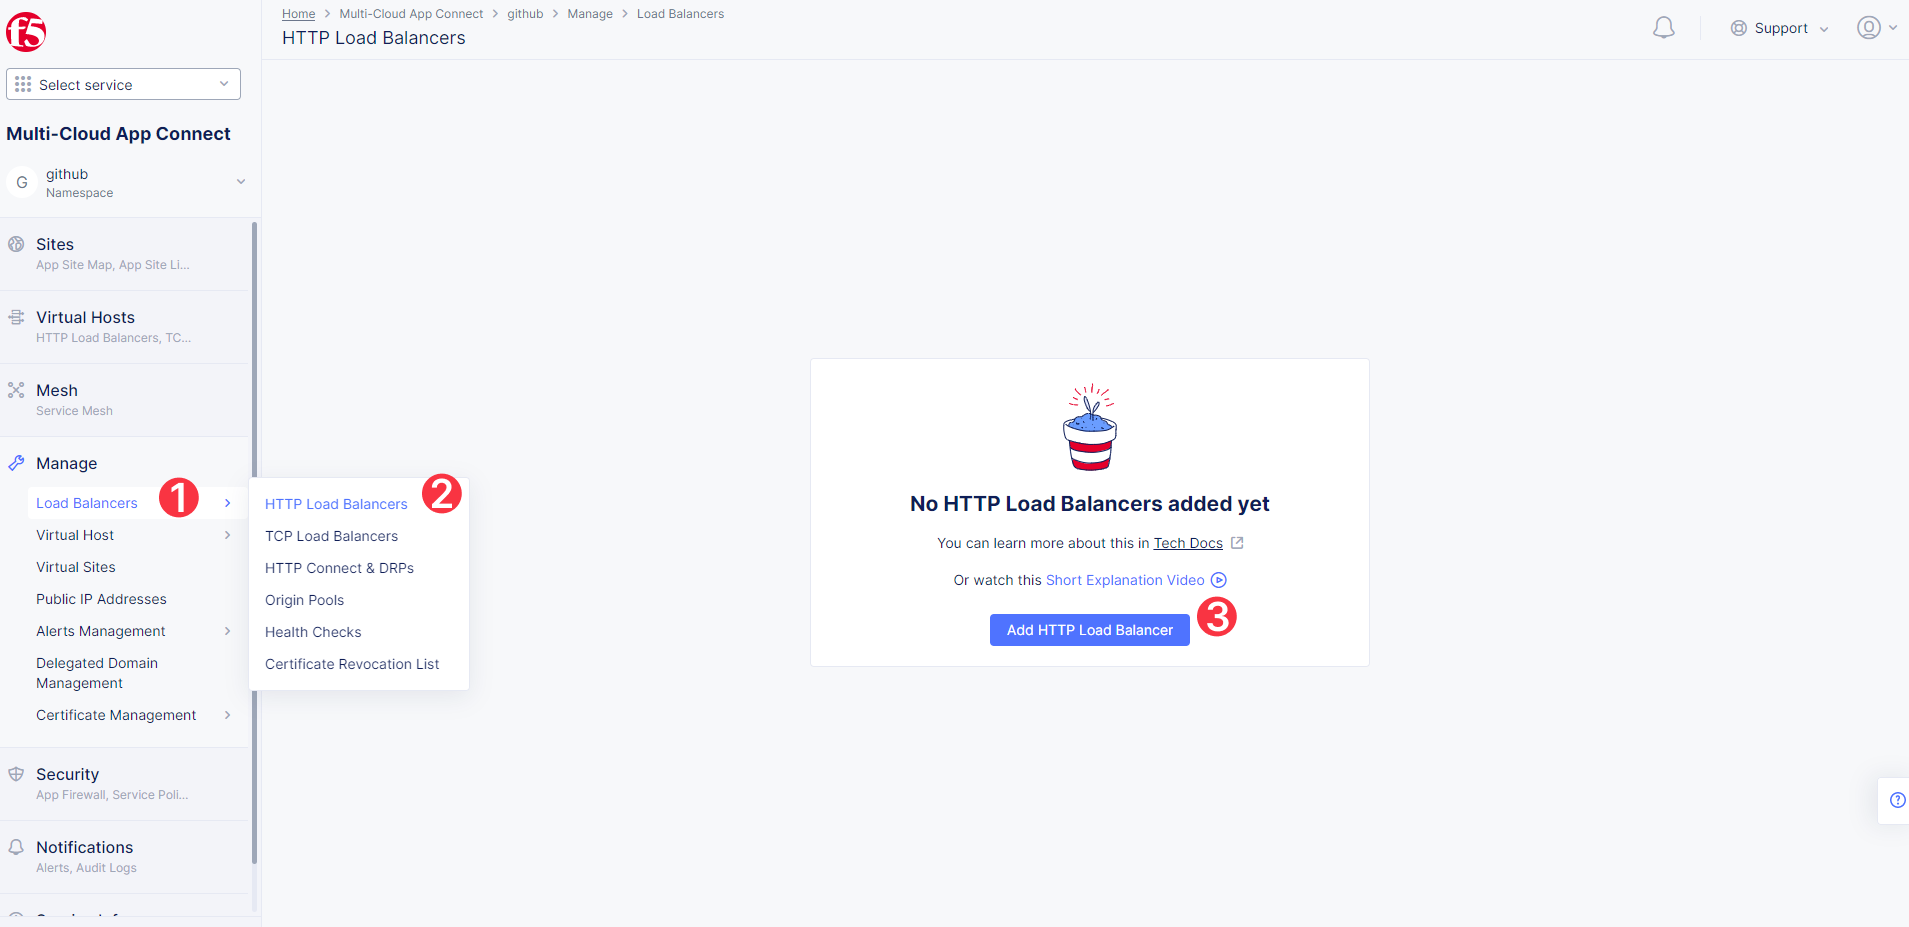 f5
Home > Multi-Cloud App Connect > github > Manage > Load Balancers
HTTP Load Balancers
Support
Select service
Multi-Cloud App Connect
G
github
Namespace
Sites
App Site Map, App Site Li...
Virtual Hosts
HTTP Load Balancers, TC...
Mesh
Service Mesh
Manage
Load Balancers
1
Virtual Host
Virtual Sites
Public IP Addresses
Alerts Management
Delegated Domain
Management
Certificate Management
Security
App Firewall, Service Poli...
Notifications
Alerts, Audit Logs
HTTP Load Balancers
2
TCP Load Balancers
HTTP Connect & DRPs
Origin Pools
Health Checks
Certificate Revocation List
No HTTP Load Balancers added yet
You can learn more about this in Tech Docs
Or watch this Short Explanation Video
Add HTTP Load Balancer
3